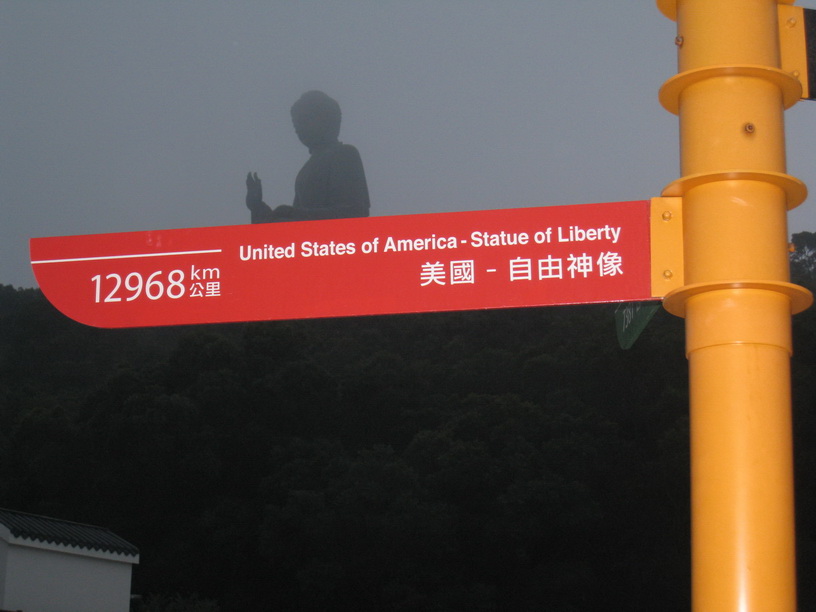 United States of America - Statue of Liberty
12968 km
公里
美國 - 自由神像